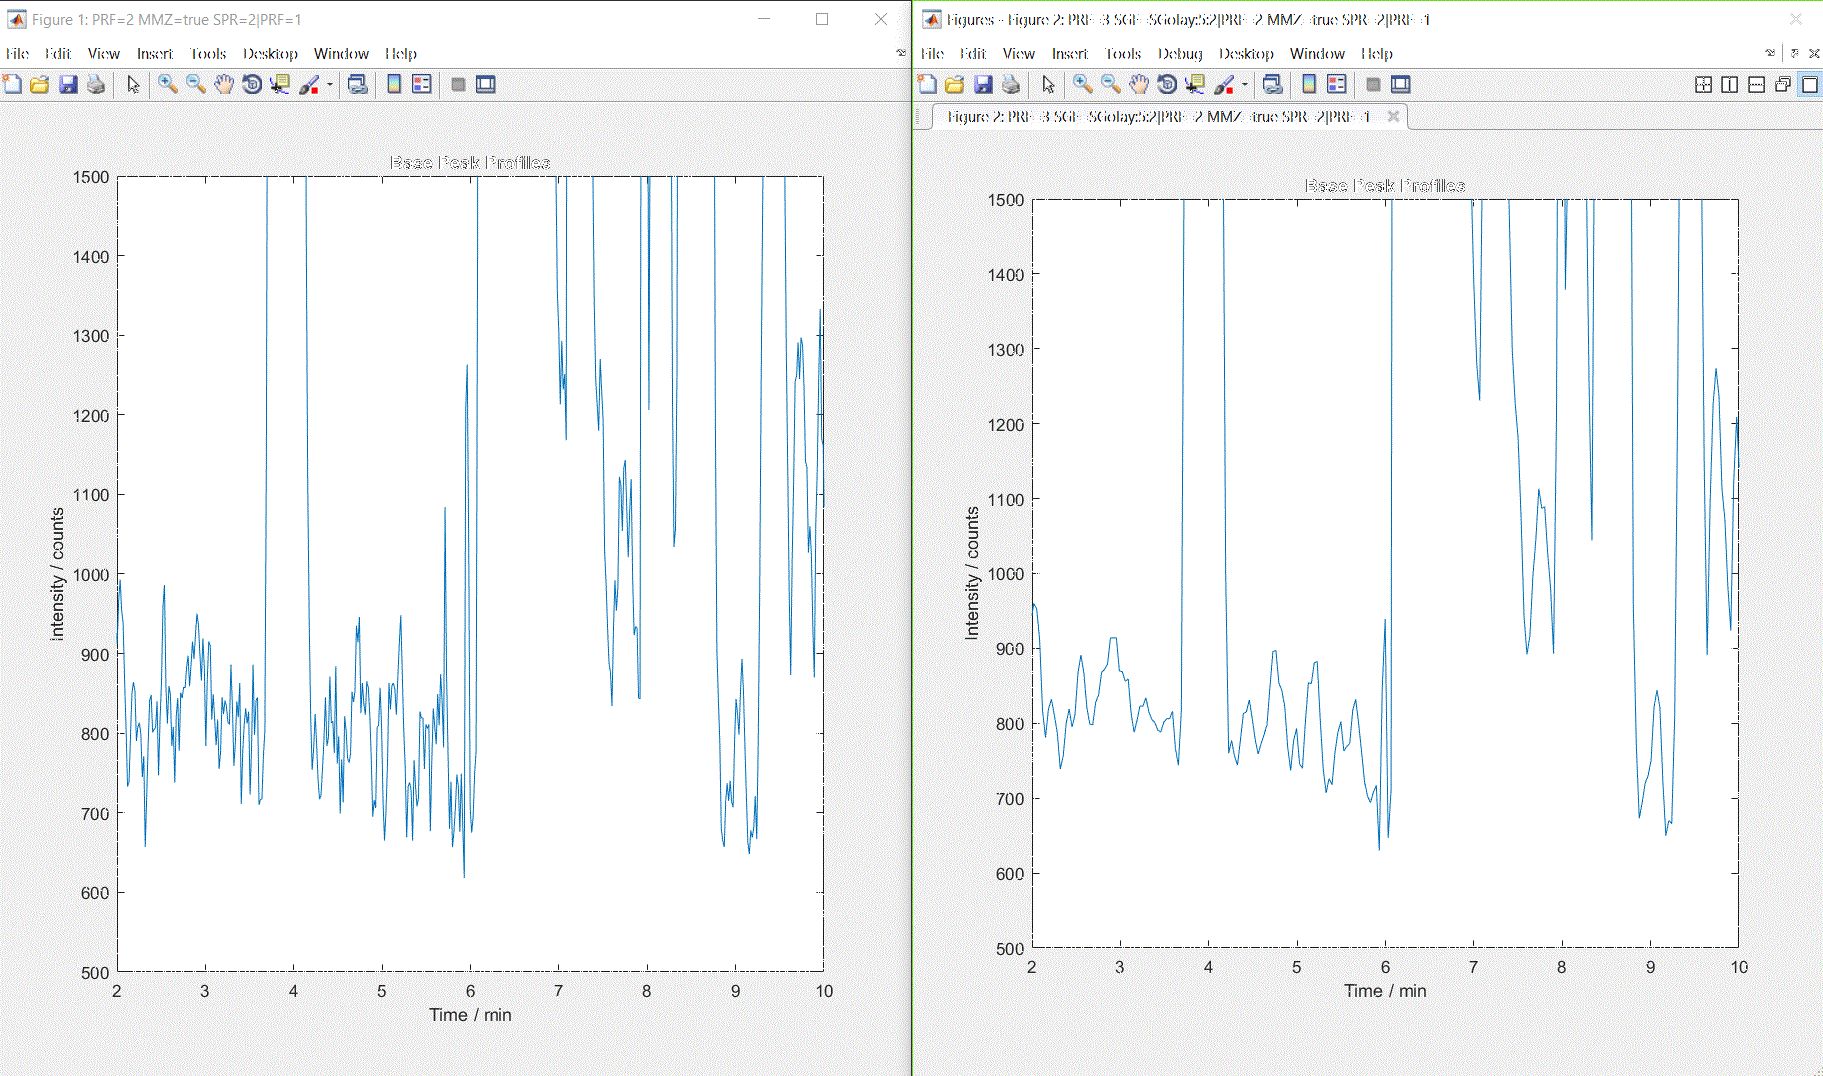 Figure 1: PRF=2 MMZ=true SPR=2|PRF=1
File Edit View Insert Tools Desktop Window Help
Base Peak Profiles
1500
1400
1300
1200
1100
1000
900
800
700
600
500
intensity / counts
2 3 4 5 6 7 8 9 10
Time / min
Figures - Figure 2: PRF=3 SGF=SGolay:5:2|PRF=2 MMZ=true SPR=2|PRF=1
File Edit View Insert Tools Debug Desktop Window Help
Figure 2: PRF=3 SGF=SGolay:5:2|PRF=2 MMZ=true SPR=2|PRF=1
Base Peak Profiles
1500
1400
1300
1200
1100
1000
900
800
700
600
500
Intensity / counts
2 3 4 5 6 7 8 9 10
Time / min